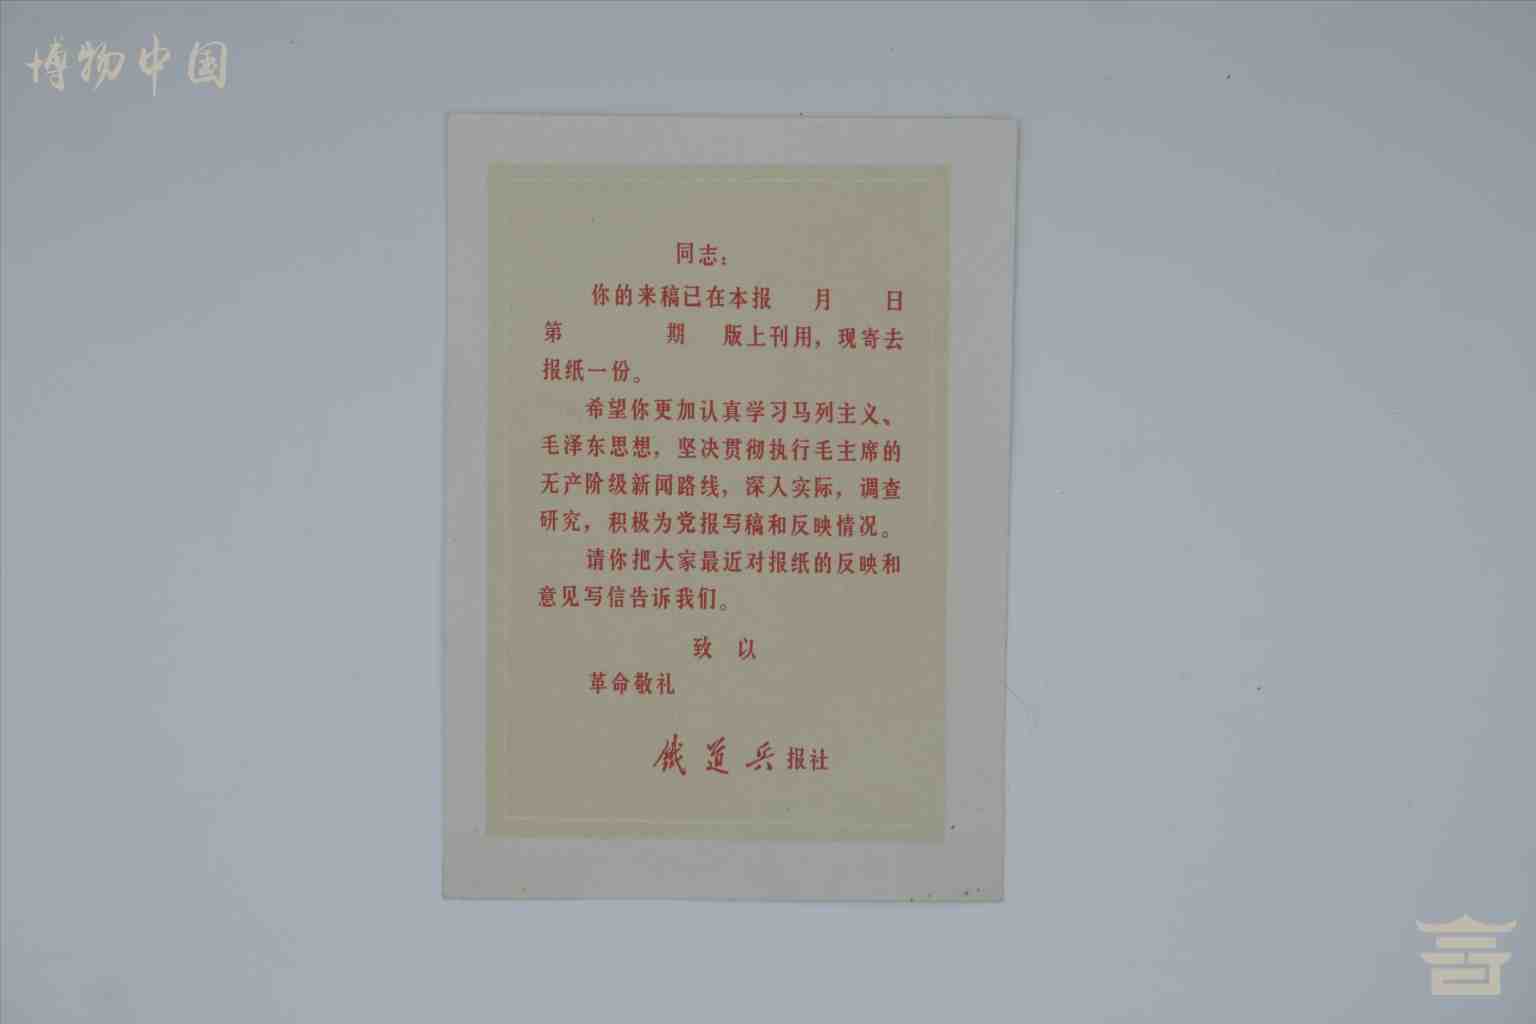 博物中国
同志：
你的来稿已在本报 月 日
第 期 版上刊用，现寄去
报纸一份。
希望你更加认真学习马列主义、
毛泽东思想，坚决贯彻执行毛主席的
无产阶级新闻路线，深入实际，调查
研究，积极为党报写稿和反映情况。
请你把大家最近对报纸的反映和
意见写信告诉我们。
致 以
革命敬礼
鐵道兵报社